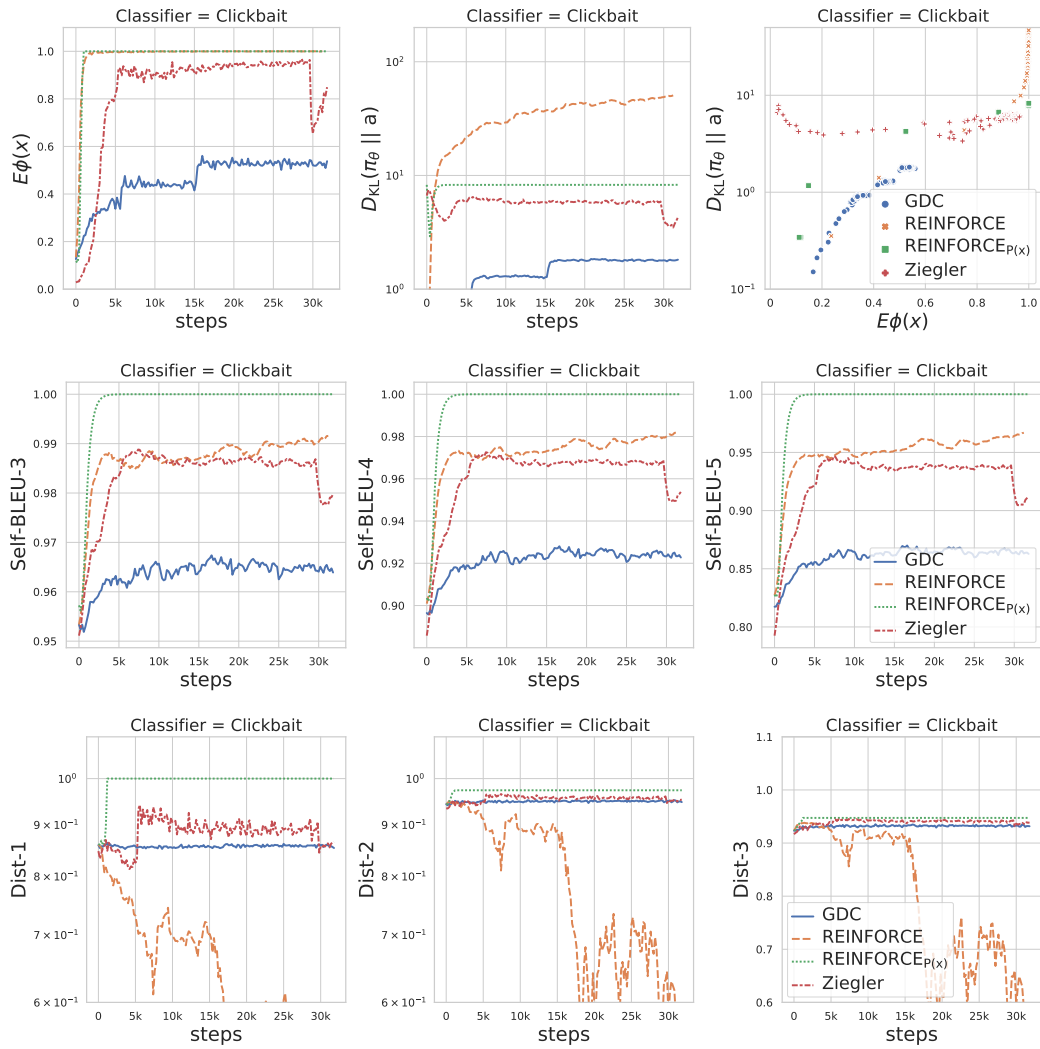 Classifier = Clickbait
Eϕ(x)
1.0
0.8
0.6
0.4
0.2
0.0
0 5k 10k 15k 20k 25k 30k
steps
Classifier = Clickbait
D_KL(π_θ || a)
10²
10¹
10⁰
0 5k 10k 15k 20k 25k 30k
steps
Classifier = Clickbait
D_KL(π_θ || a)
10¹
10⁰
10⁻¹
GDC
REINFORCE
REINFORCE_P(x)
Ziegler
0.0 0.2 0.4 0.6 0.8 1.0
Eϕ(x)
Classifier = Clickbait
Self-BLEU-3
1.00
0.99
0.98
0.97
0.96
0.95
0 5k 10k 15k 20k 25k 30k
steps
Classifier = Clickbait
Self-BLEU-4
1.00
0.98
0.96
0.94
0.92
0.90
0 5k 10k 15k 20k 25k 30k
steps
Classifier = Clickbait
Self-BLEU-5
1.00
0.95
0.90
0.85
0.80
GDC
REINFORCE
REINFORCE_P(x)
Ziegler
0 5k 10k 15k 20k 25k 30k
steps
Classifier = Clickbait
Dist-1
10⁰
9 × 10⁻¹
8 × 10⁻¹
7 × 10⁻¹
6 × 10⁻¹
0 5k 10k 15k 20k 25k 30k
steps
Classifier = Clickbait
Dist-2
10⁰
9 × 10⁻¹
8 × 10⁻¹
7 × 10⁻¹
6 × 10⁻¹
0 5k 10k 15k 20k 25k 30k
steps
Classifier = Clickbait
Dist-3
1.1
1.0
0.9
0.8
0.7
0.6
GDC
REINFORCE
REINFORCE_P(x)
Ziegler
0 5k 10k 15k 20k 25k 30k
steps